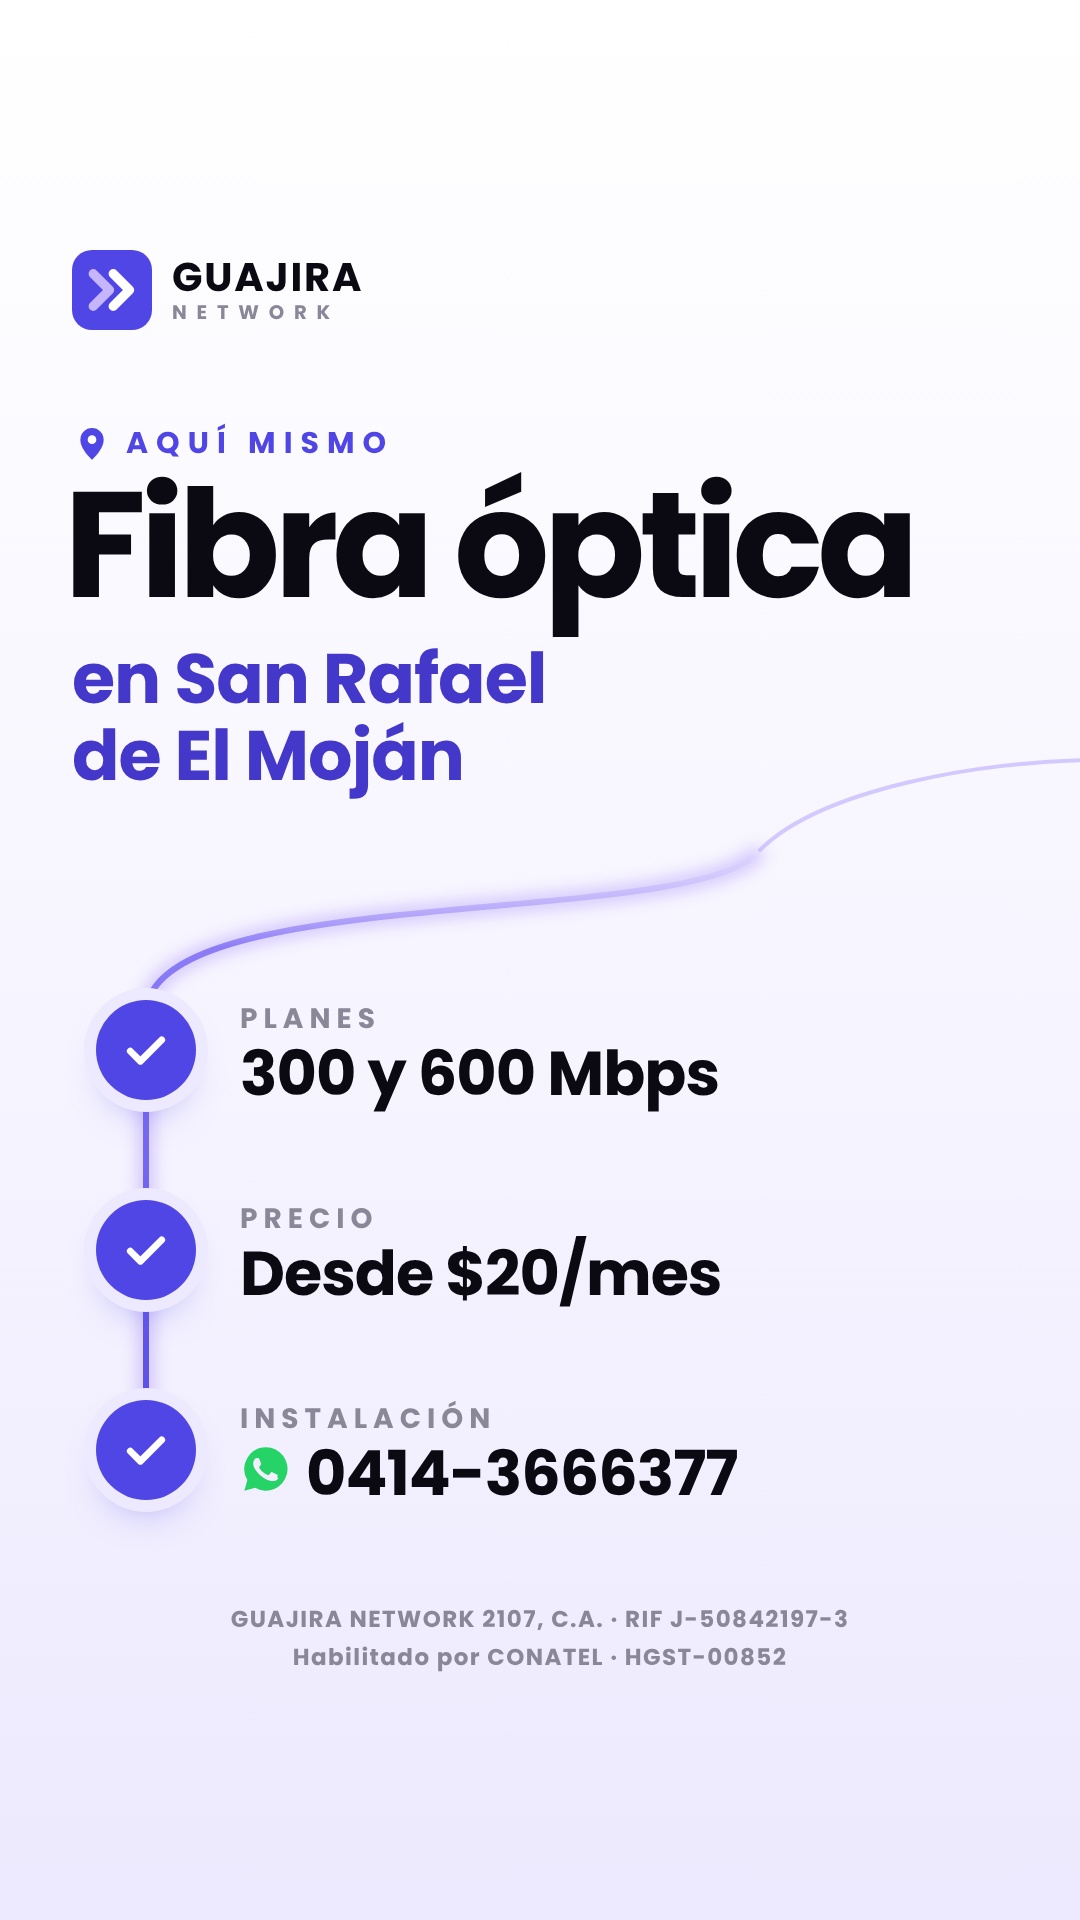 GUAJIRA
NETWORK
AQUÍ MISMO
Fibra óptica
en San Rafael
de El Moján
PLANES
300 y 600 Mbps
PRECIO
Desde $20/mes
INSTALACIÓN
0414-3666377
GUAJIRA NETWORK 2107, C.A. · RIF J-50842197-3
Habilitado por CONATEL · HGST-00852